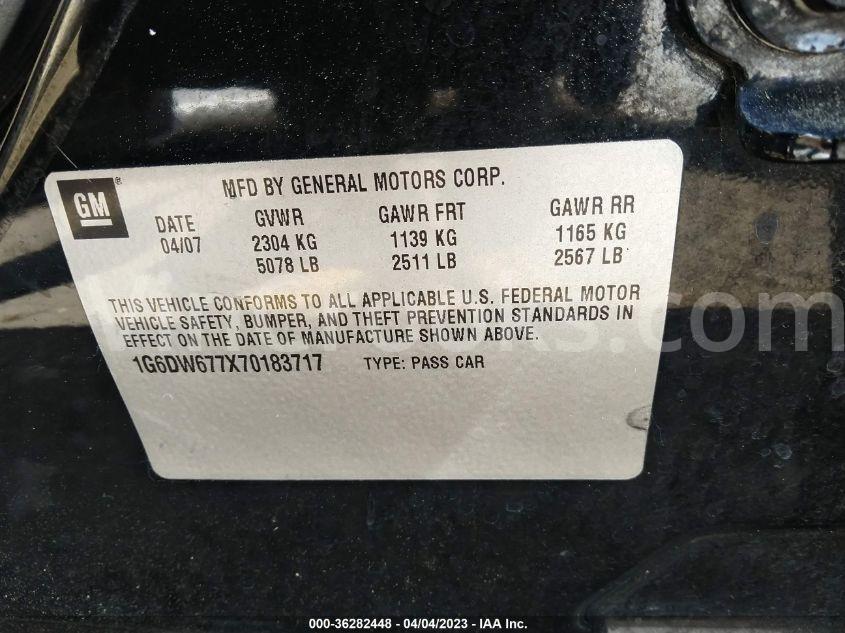 GM
MFD BY GENERAL MOTORS CORP.
DATE GVWR GAWR FRT GAWR RR
04/07 2304 KG 1139 KG 1165 KG
5078 LB 2511 LB 2567 LB
THIS VEHICLE CONFORMS TO ALL APPLICABLE U.S. FEDERAL MOTOR
VEHICLE SAFETY, BUMPER, AND THEFT PREVENTION STANDARDS IN
EFFECT ON THE DATE OF MANUFACTURE SHOWN ABOVE.
1G6DW677X70183717 TYPE: PASS CAR
000-36282448 - 04/04/2023 - IAA Inc.